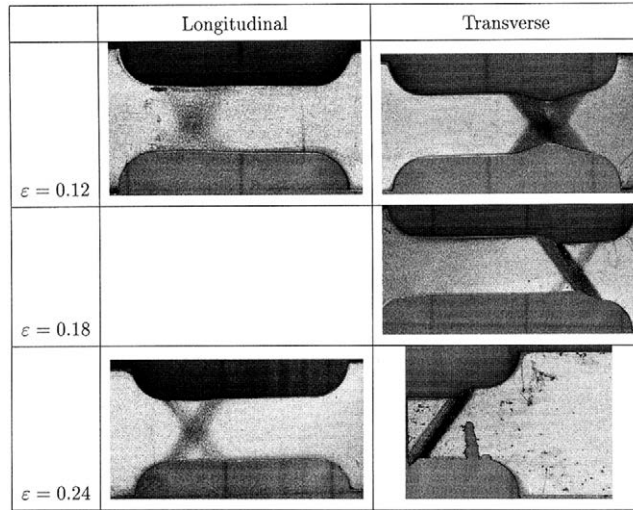 Longitudinal Transverse
ε = 0.12
ε = 0.18
ε = 0.24